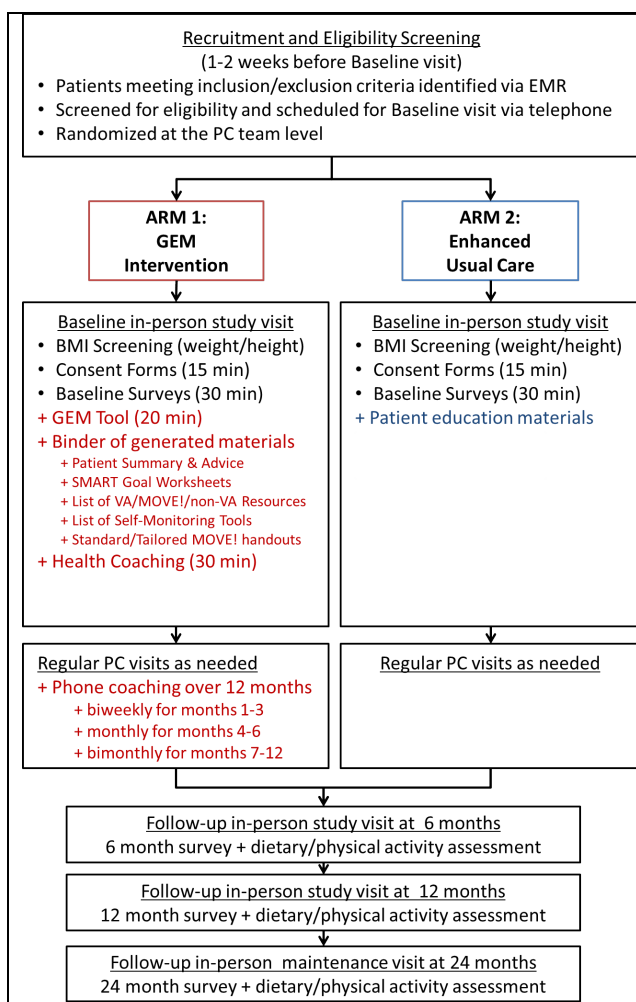 Recruitment and Eligibility Screening
(1-2 weeks before Baseline visit)
• Patients meeting inclusion/exclusion criteria identified via EMR
• Screened for eligibility and scheduled for Baseline visit via telephone
• Randomized at the PC team level
ARM 1:
GEM
Intervention
ARM 2:
Enhanced
Usual Care
Baseline in-person study visit
• BMI Screening (weight/height)
• Consent Forms (15 min)
• Baseline Surveys (30 min)
+ GEM Tool (20 min)
+ Binder of generated materials
+ Patient Summary & Advice
+ SMART Goal Worksheets
+ List of VA/MOVE!/non-VA Resources
+ List of Self-Monitoring Tools
+ Standard/Tailored MOVE! handouts
+ Health Coaching (30 min)
Baseline in-person study visit
• BMI Screening (weight/height)
• Consent Forms (15 min)
• Baseline Surveys (30 min)
+ Patient education materials
Regular PC visits as needed
+ Phone coaching over 12 months
+ biweekly for months 1-3
+ monthly for months 4-6
+ bimonthly for months 7-12
Regular PC visits as needed
Follow-up in-person study visit at 6 months
6 month survey + dietary/physical activity assessment
Follow-up in-person study visit at 12 months
12 month survey + dietary/physical activity assessment
Follow-up in-person maintenance visit at 24 months
24 month survey + dietary/physical activity assessment